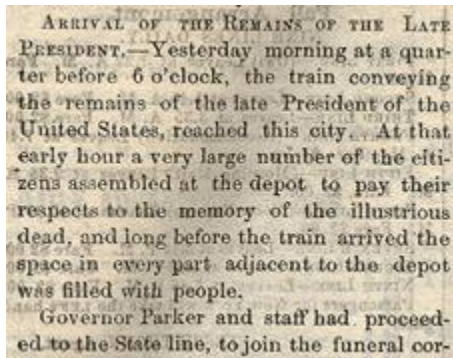 ARRIVAL OF THE REMAINS OF THE LATE
PRESIDENT.—Yesterday morning at a quar-
ter before 6 o'clock, the train conveying
the remains of the late President of the
United States, reached this city. At that
early hour a very large number of the citi-
zens assembled at the depot to pay their
respects to the memory of the illustrious
dead, and long before the train arrived the
space in every part adjacent to the depot
was filled with people.
Governor Parker and staff had proceed-
ed to the State line, to join the funeral cor-